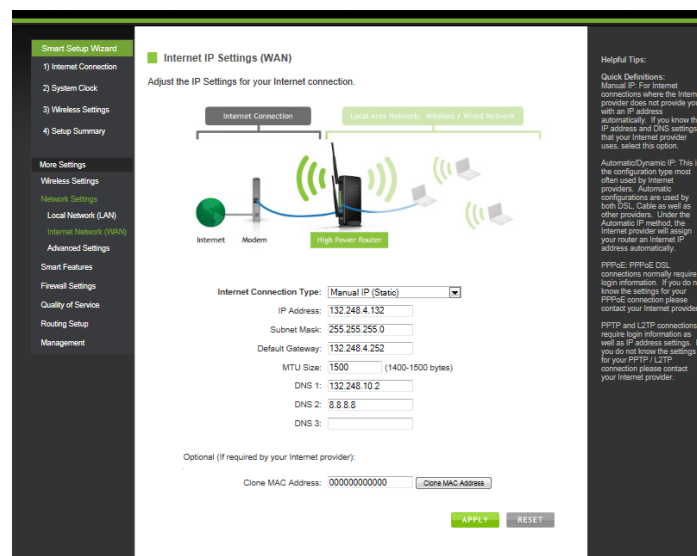 Smart Setup Wizard
1) Internet Connection
2) System Clock
3) Wireless Settings
4) Setup Summary
More Settings
Wireless Settings
Network Settings
Local Network (LAN)
Internet Network (WAN)
Advanced Settings
Smart Features
Firewall Settings
Quality of Service
Routing Setup
Management
Internet IP Settings (WAN)
Adjust the IP Settings for your Internet connection.
Internet Connection
Local Area Network: Wireless / Wired Network
Internet
Modem
High Power Router
Internet Connection Type: Manual IP (Static)
IP Address: 132.248.4.132
Subnet Mask: 255.255.255.0
Default Gateway: 132.248.4.252
MTU Size: 1500 (1400-1500 bytes)
DNS 1: 132.248.10.2
DNS 2: 8.8.8.8
DNS 3:
Optional (If required by your Internet provider):
Clone MAC Address: 000000000000 Clone MAC Address
APPLY RESET
Helpful Tips:
Quick Definitions:
Manual IP: For Internet
connections where the Intern
provider does not provide you
with an IP address
automatically. If you know th
IP address and DNS settings
that your Internet provider
uses, select this option.
Automatic/Dynamic IP: This i
the configuration type most
often used by Internet
providers. Automatic
configurations are used by
both DSL, Cable as well as
other providers. Under the
Automatic IP method, the
Internet provider will assign
your router an Internet IP
address automatically.
PPPoE: PPPoE DSL
connections normally require
login information. If you do n
know the settings for your
PPPoE connection please
contact your Internet provider
PPTP and L2TP connections
require login information as
well as IP address settings. I
you do not know the settings
for your PPTP / L2TP
connection please contact
your Internet provider.